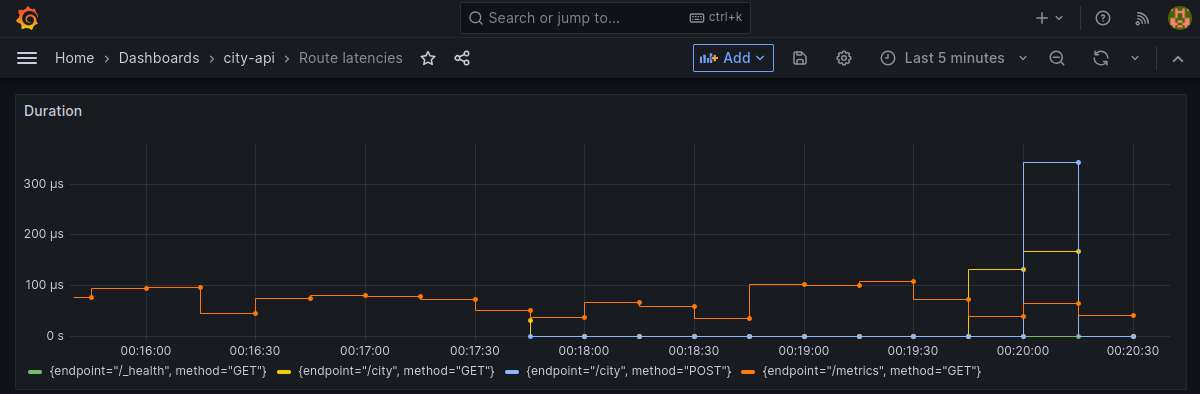 Search or jump to... ctrl+k
Home › Dashboards › city-api › Route latencies Add Last 5 minutes
Duration
300 µs
200 µs
100 µs
0 s
00:16:00 00:16:30 00:17:00 00:17:30 00:18:00 00:18:30 00:19:00 00:19:30 00:20:00 00:20:30
{endpoint="/_health", method="GET"} {endpoint="/city", method="GET"} {endpoint="/city", method="POST"} {endpoint="/metrics", method="GET"}